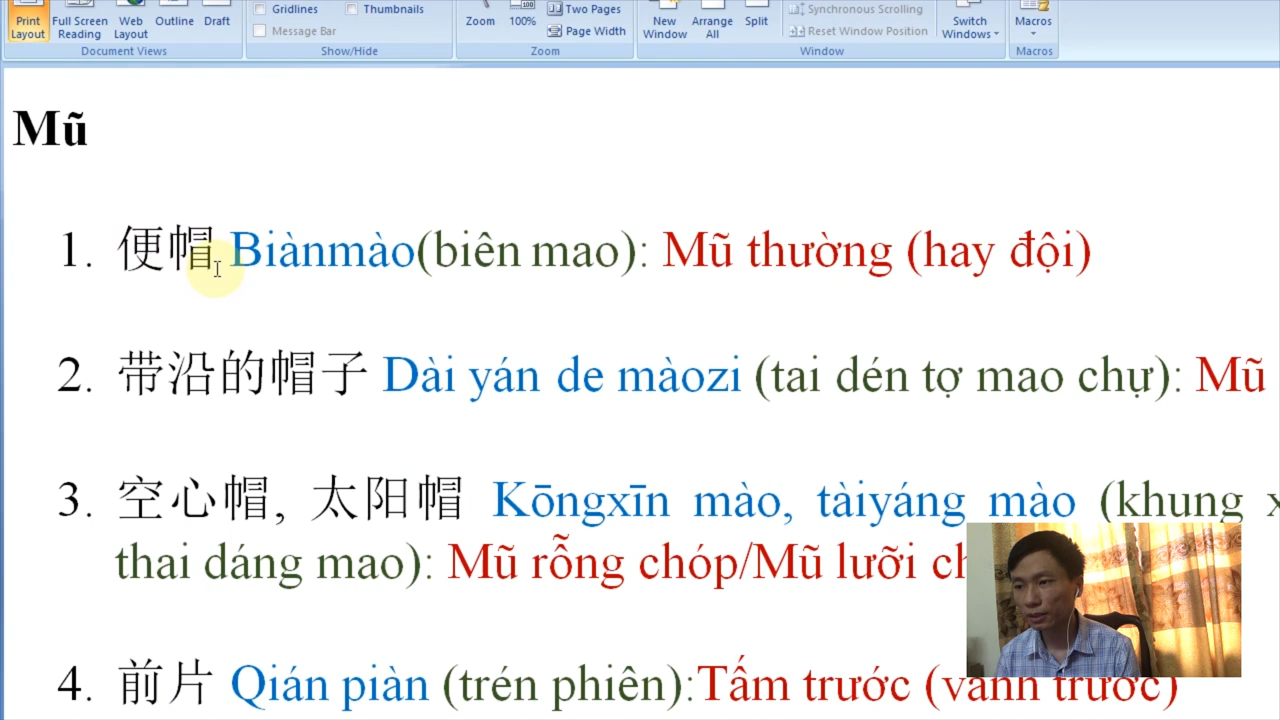 Print Layout
Full Screen Reading
Web Layout
Outline
Draft
Document Views
Gridlines
Thumbnails
Message Bar
Show/Hide
Zoom
100%
Two Pages
Page Width
Zoom
New Window
Arrange All
Split
Synchronous Scrolling
Reset Window Position
Switch Windows
Window
Macros
Macros
Mũ
1. 便帽 Biànmào(biên mao): Mũ thường (hay đội)
2. 带沿的帽子 Dài yán de màozi (tai dén tợ mao chự): Mũ
3. 空心帽, 太阳帽 Kōngxīn mào, tàiyáng mào (khung
thai dáng mao): Mũ rỗng chóp/Mũ lưỡi
4. 前片 Qián piàn (trén phiên):Tấm trước (vành trước)